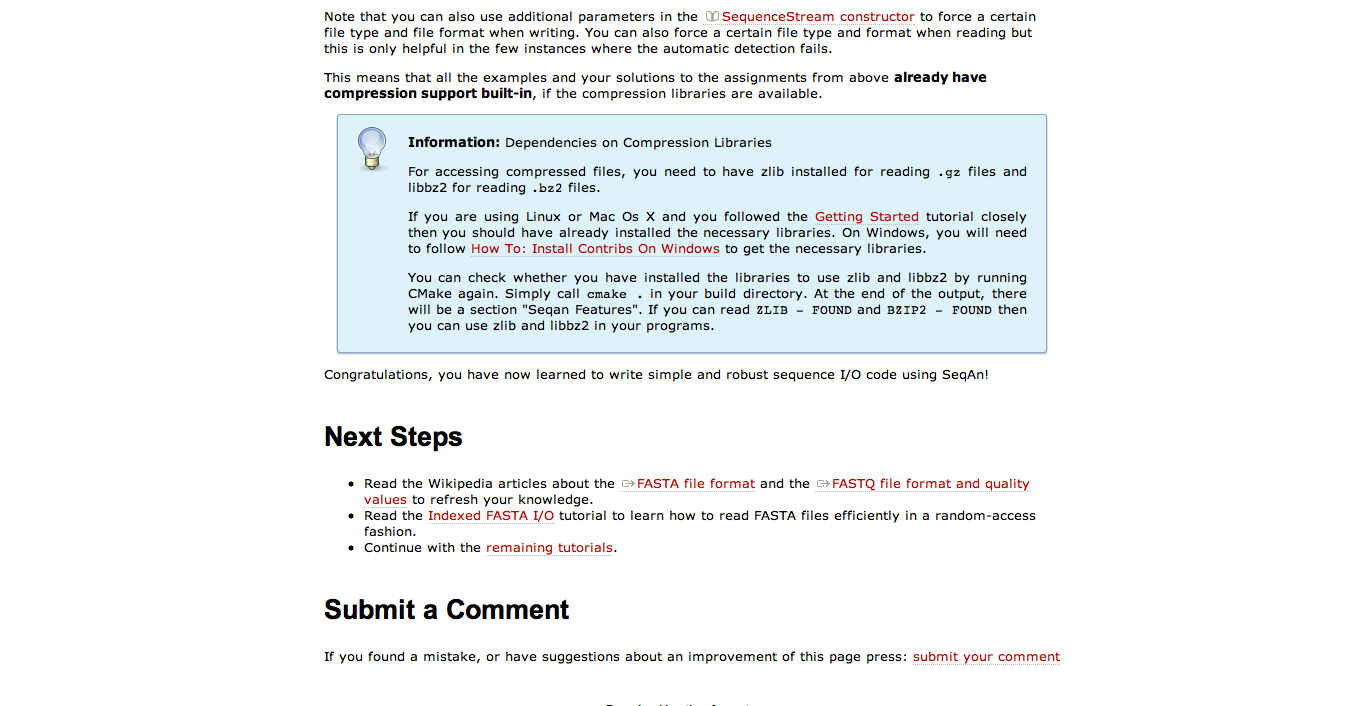 Note that you can also use additional parameters in the SequenceStream constructor to force a certain
file type and file format when writing. You can also force a certain file type and format when reading but
this is only helpful in the few instances where the automatic detection fails.
This means that all the examples and your solutions to the assignments from above already have
compression support built-in, if the compression libraries are available.
Information: Dependencies on Compression Libraries
For accessing compressed files, you need to have zlib installed for reading .gz files and
libbz2 for reading .bz2 files.
If you are using Linux or Mac Os X and you followed the Getting Started tutorial closely
then you should have already installed the necessary libraries. On Windows, you will need
to follow How To: Install Contribs On Windows to get the necessary libraries.
You can check whether you have installed the libraries to use zlib and libbz2 by running
CMake again. Simply call cmake . in your build directory. At the end of the output, there
will be a section "Seqan Features". If you can read ZLIB - FOUND and BZIP2 - FOUND then
you can use zlib and libbz2 in your programs.
Congratulations, you have now learned to write simple and robust sequence I/O code using SeqAn!
Next Steps
• Read the Wikipedia articles about the FASTA file format and the FASTQ file format and quality
values to refresh your knowledge.
• Read the Indexed FASTA I/O tutorial to learn how to read FASTA files efficiently in a random-access
fashion.
• Continue with the remaining tutorials.
Submit a Comment
If you found a mistake, or have suggestions about an improvement of this page press: submit your comment